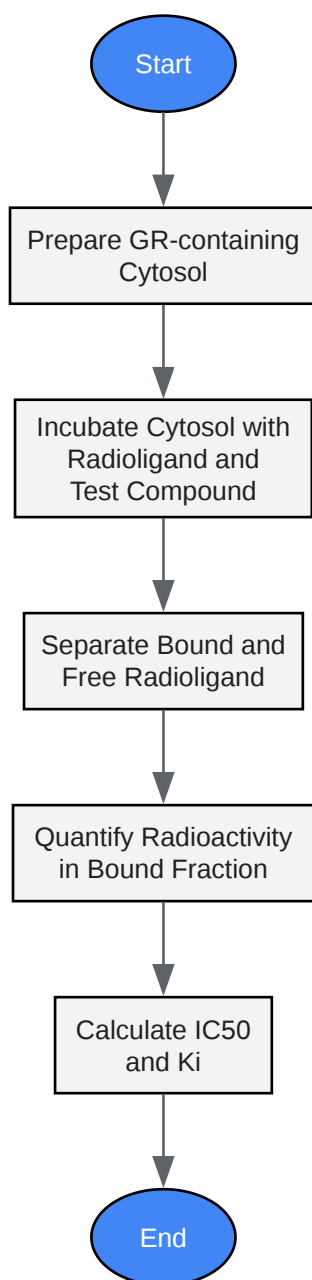 Start
Prepare GR-containing
Cytosol
Incubate Cytosol with
Radioligand and
Test Compound
Separate Bound and
Free Radioligand
Quantify Radioactivity
in Bound Fraction
Calculate IC50
and Ki
End